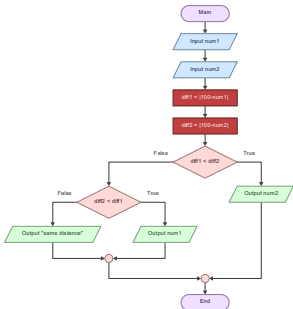 Main
Input num1
Input num2
diff1 = |100-num1|
diff2 = |100-num2|
diff1 < diff2
False
True
diff2 < diff1
Output num2
False
True
Output "same distance"
Output num1
End